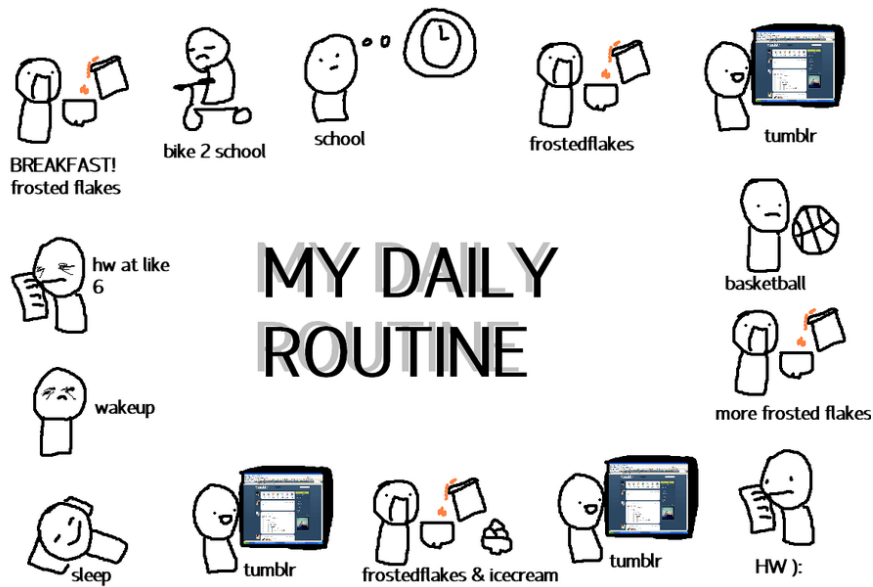 BREAKFAST!
frosted flakes
bike 2 school
school
frostedflakes
tumblr
basketball
more frosted flakes
HW ):
tumblr
frostedflakes & icecream
tumblr
sleep
wakeup
hw at like
6
MY DAILY
ROUTINE